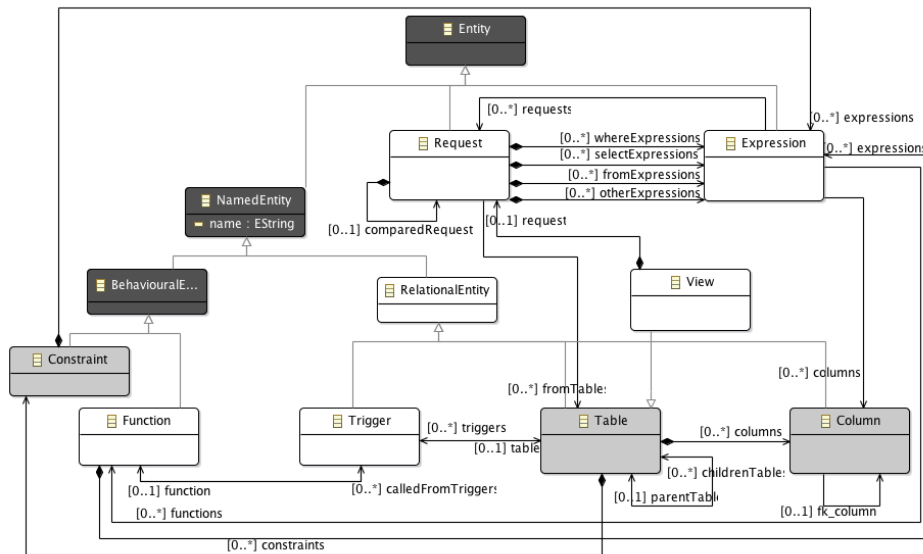 Entity
[0..*] requests
[0..*] expressions
Request
[0..*] whereExpressions
Expression
[0..*] selectExpressions
[0..*] expressions
[0..*] fromExpressions
[0..*] otherExpressions
NamedEntity
name : EString
[0..1] comparedRequest
[0..1] request
BehaviouralE...
RelationalEntity
View
Constraint
[0..*] columns
[0..*] fromTables
Function
Trigger
Table
Column
[0..*] triggers
[0..*] columns
[0..1] table
[0..*] childrenTables
[0..1] function
[0..*] calledFromTriggers
[0..1] parentTable
[0..1] fk_column
[0..*] functions
[0..*] constraints